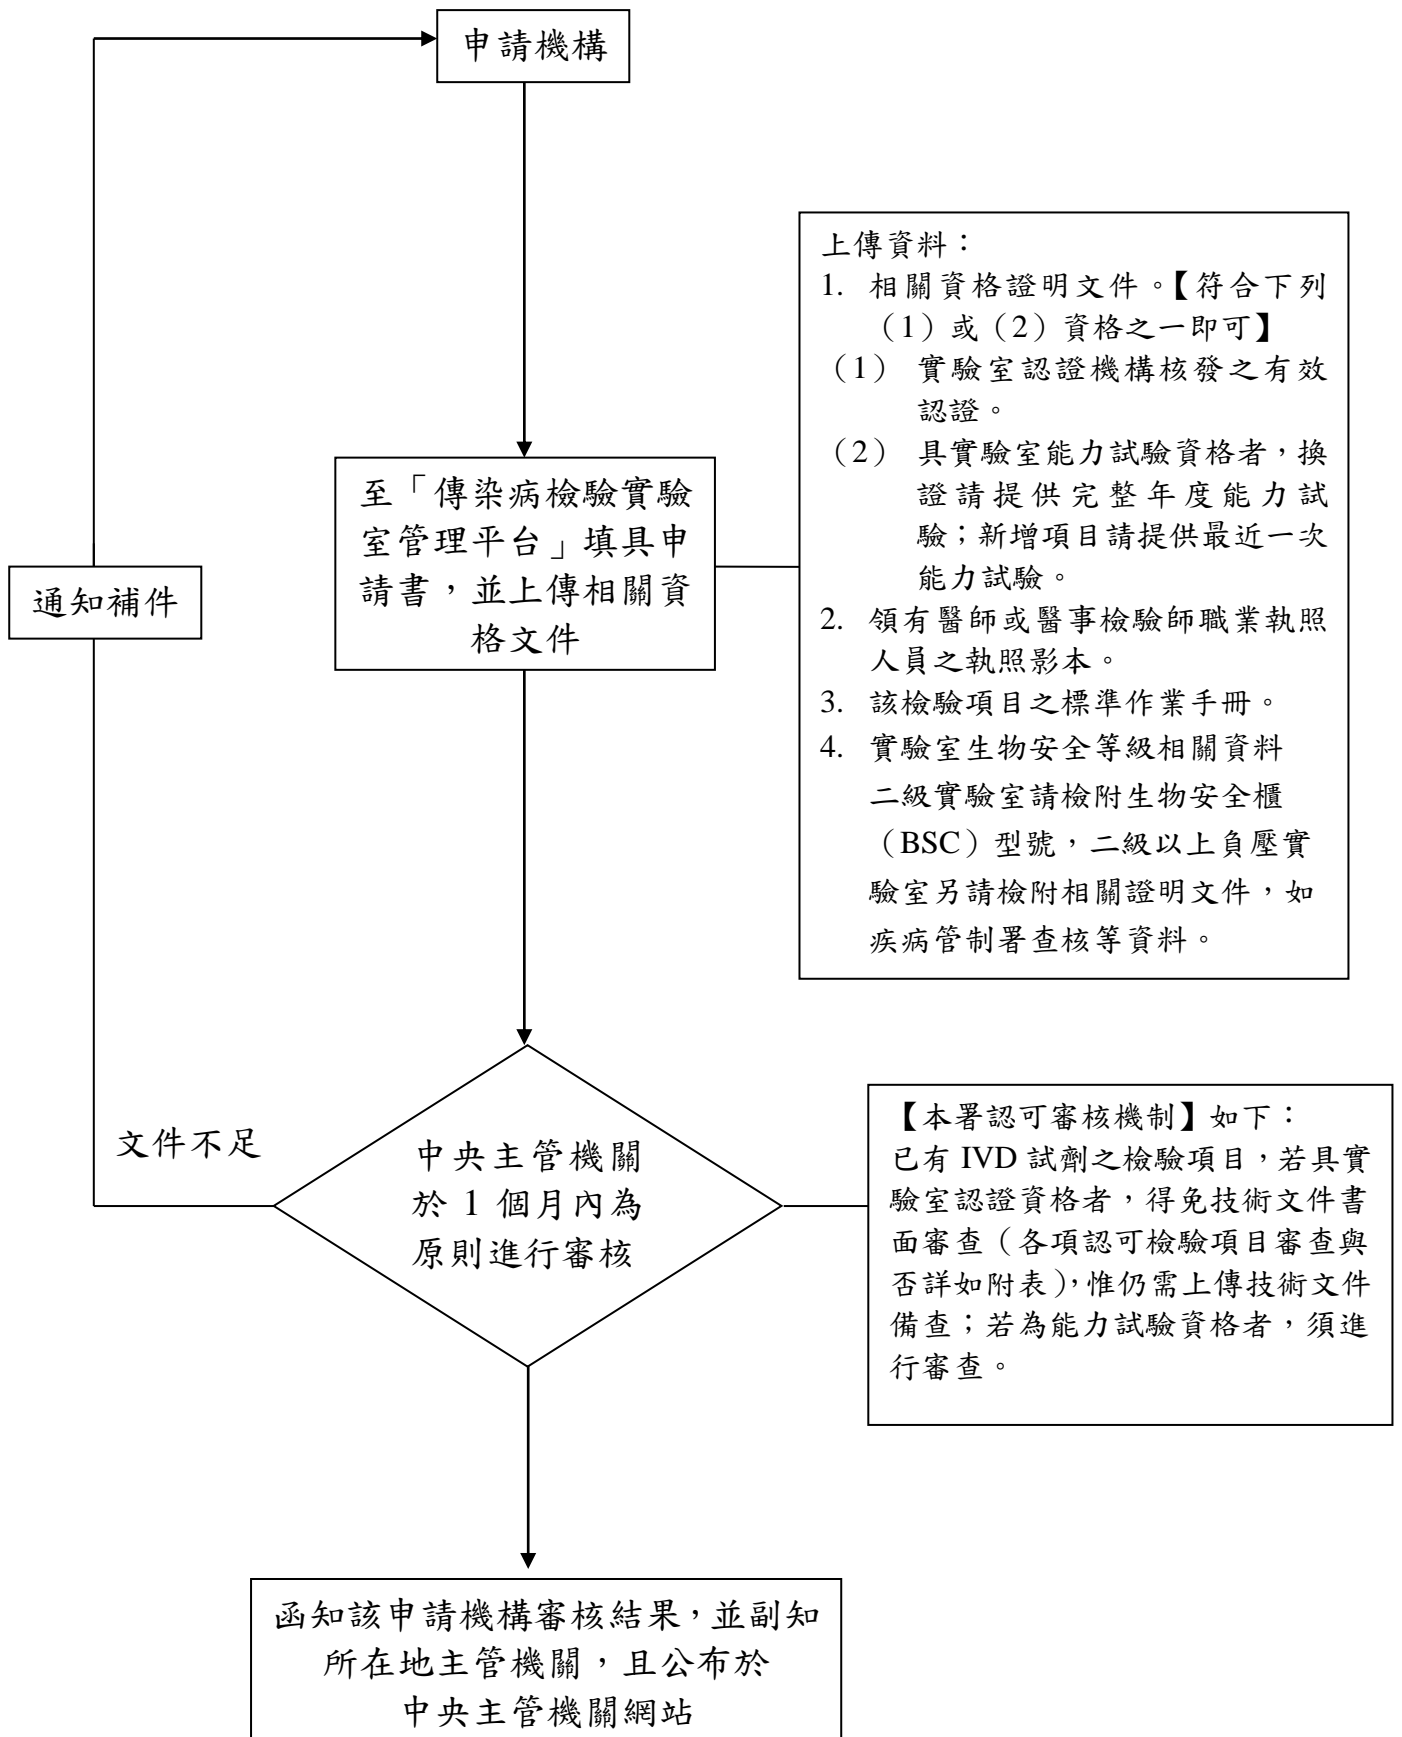 申請機構
上傳資料：
1. 相關資格證明文件。【符合下列
（1）或（2）資格之一即可】
（1） 實驗室認證機構核發之有效
認證。
（2） 具實驗室能力試驗資格者，換
證請提供完整年度能力試
驗；新增項目請提供最近一次
能力試驗。
2. 領有醫師或醫事檢驗師職業執照
人員之執照影本。
3. 該檢驗項目之標準作業手冊。
4. 實驗室生物安全等級相關資料
二級實驗室請檢附生物安全櫃
（BSC）型號，二級以上負壓實
驗室另請檢附相關證明文件，如
疾病管制署查核等資料。
至「傳染病檢驗實驗
室管理平台」填具申
請書，並上傳相關資
格文件
通知補件
文件不足
中央主管機關
於 1 個月內為
原則進行審核
【本署認可審核機制】如下：
已有 IVD 試劑之檢驗項目，若具實
驗室認證資格者，得免技術文件書
面審查（各項認可檢驗項目審查與
否詳如附表），惟仍需上傳技術文件
備查；若為能力試驗資格者，須進
行審查。
函知該申請機構審核結果，並副知
所在地主管機關，且公布於
中央主管機關網站